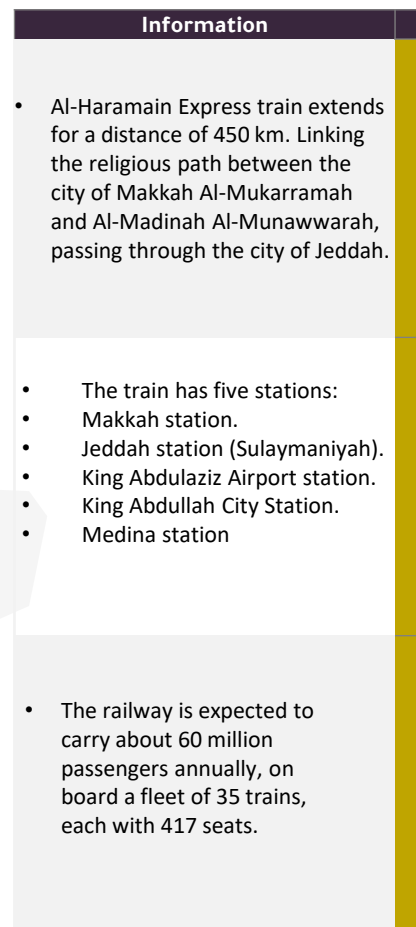 Information
• Al-Haramain Express train extends
for a distance of 450 km. Linking
the religious path between the
city of Makkah Al-Mukarramah
and Al-Madinah Al-Munawwarah,
passing through the city of Jeddah.
• The train has five stations:
• Makkah station.
• Jeddah station (Sulaymaniyah).
• King Abdulaziz Airport station.
• King Abdullah City Station.
• Medina station
• The railway is expected to
carry about 60 million
passengers annually, on
board a fleet of 35 trains,
each with 417 seats.